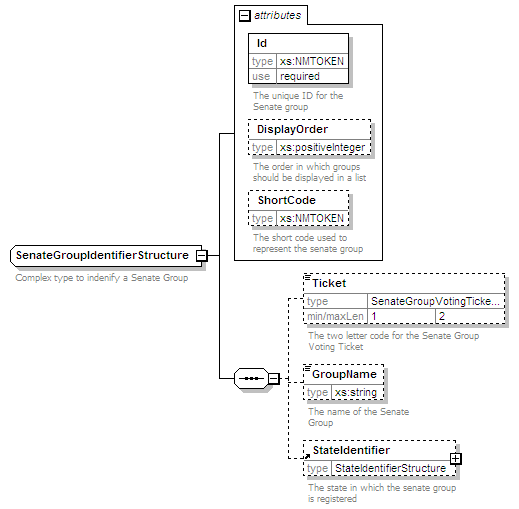 attributes
Id
type xs:NMTOKEN
use required
The unique ID for the
Senate group
DisplayOrder
type xs:positiveInteger
The order in which groups
should be displayed in a list
ShortCode
type xs:NMTOKEN
The short code used to
represent the senate group
SenateGroupIdentifierStructure
Complex type to indenify a Senate Group
Ticket
type SenateGroupVotingTicke...
min/maxLen 1 2
The two letter code for the Senate Group
Voting Ticket
GroupName
type xs:string
The name of the Senate
Group
StateIdentifier
type StateIdentifierStructure
The state in which the senate group
is registered